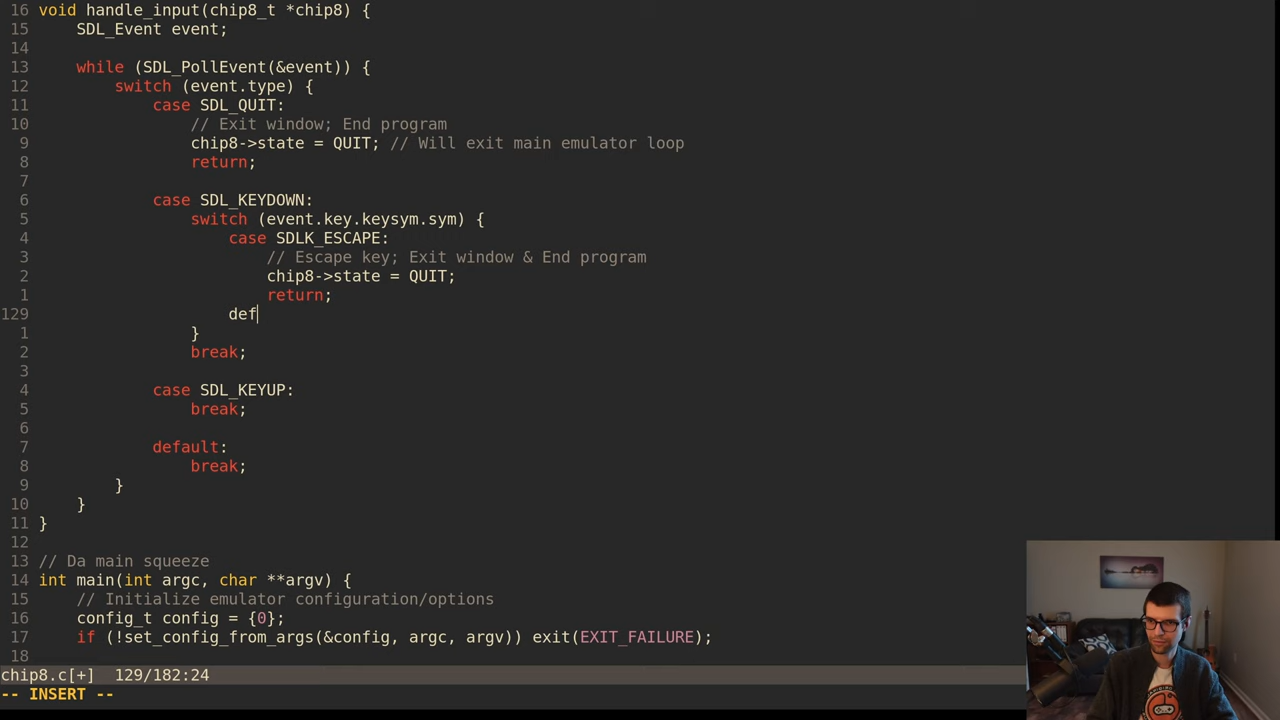 16 void handle_input(chip8_t *chip8) {
15     SDL_Event event;
14
13     while (SDL_PollEvent(&event)) {
12         switch (event.type) {
11             case SDL_QUIT:
10                 // Exit window; End program
9                 chip8->state = QUIT; // Will exit main emulator loop
8                 return;
7
6             case SDL_KEYDOWN:
5                 switch (event.key.keysym.sym) {
4                     case SDLK_ESCAPE:
3                         // Escape key; Exit window & End program
2                         chip8->state = QUIT;
1                         return;
129                     def
1                 }
2                 break;
3
4             case SDL_KEYUP:
5                 break;
6
7             default:
8                 break;
9         }
10     }
11 }
12
13 // Da main squeeze
14 int main(int argc, char **argv) {
15     // Initialize emulator configuration/options
16     config_t config = {0};
17     if (!set_config_from_args(&config, argc, argv)) exit(EXIT_FAILURE);
18
chip8.c[+]  129/182:24
-- INSERT --